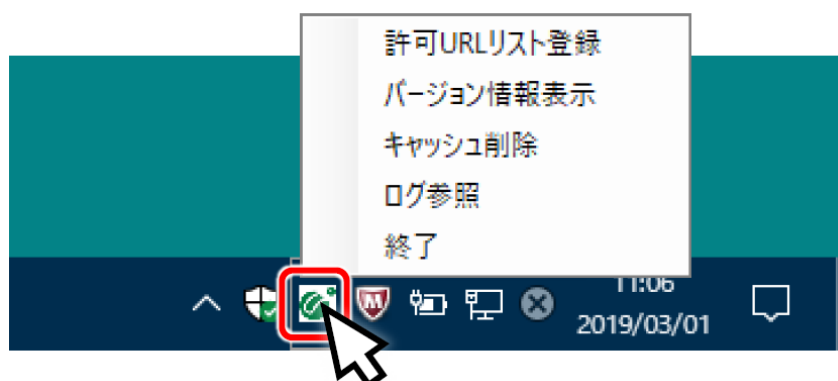 許可URLリスト登録
バージョン情報表示
キャッシュ削除
ログ参照
終了
11:06
2019/03/01